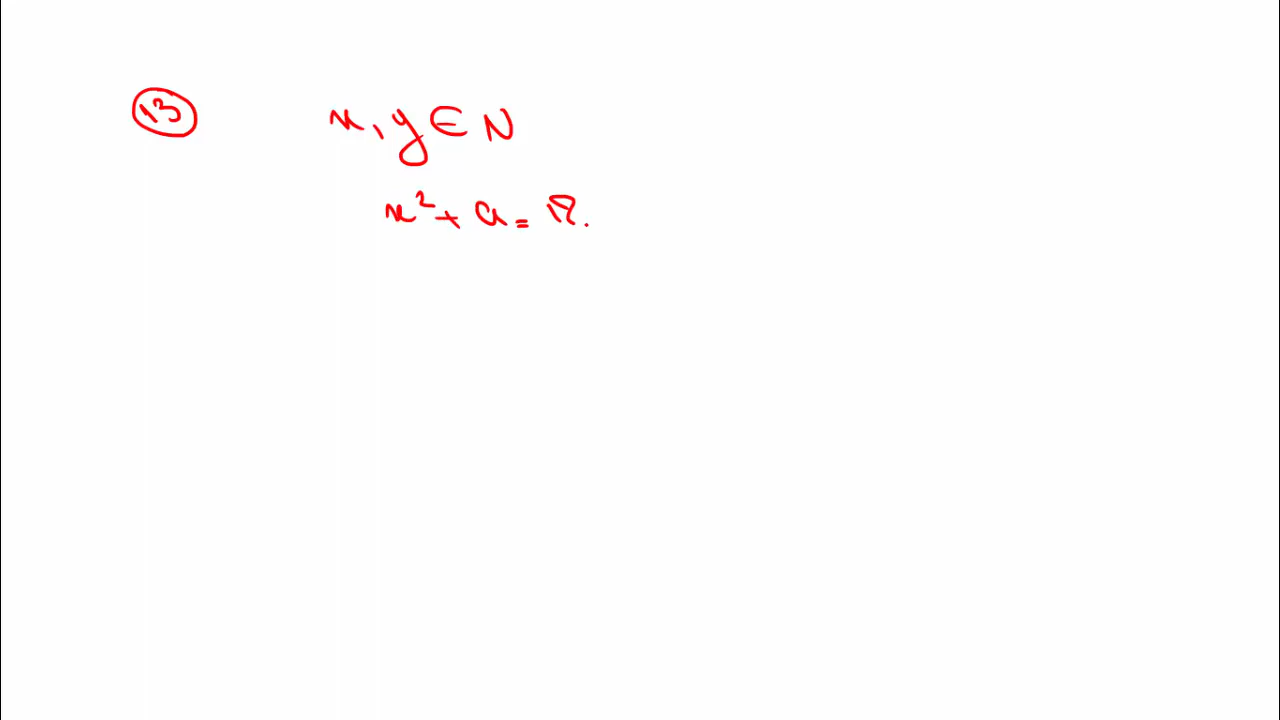 13
x, y ∈ N
x² + a = 18.